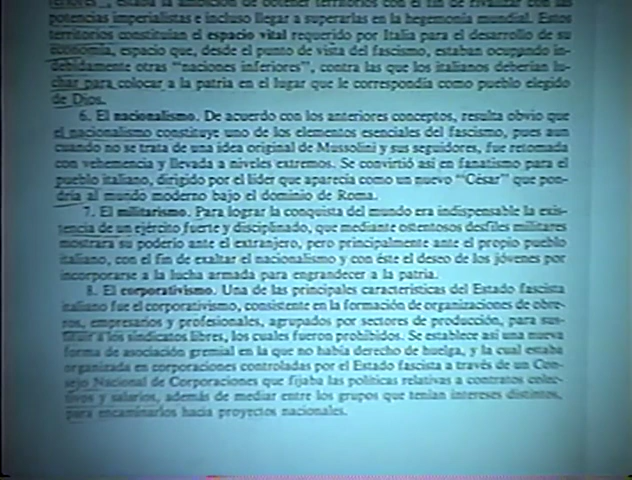 riores", estaba la ambición de obtener territorios con el fin de rivalizar con las
potencias imperialistas e incluso llegar a superarlas en la hegemonía mundial. Estos
territorios constituían el espacio vital requerido por Italia para el desarrollo de su
economía, espacio que, desde el punto de vista del fascismo, estaban ocupando in-
debidamente otras "naciones inferiores", contra las que los italianos deberían lu-
char para colocar a la patria en el lugar que le correspondía como pueblo elegido
de Dios.
6. El nacionalismo. De acuerdo con los anteriores conceptos, resulta obvio que
el nacionalismo constituye uno de los elementos esenciales del fascismo, pues aun
cuando no se trata de una idea original de Mussolini y sus seguidores, fue retomada
con vehemencia y llevada a niveles extremos. Se convirtió así en fanatismo para el
pueblo italiano, dirigido por el líder que aparecía como un nuevo "César" que pon-
dría al mundo moderno bajo el dominio de Roma.
7. El militarismo. Para lograr la conquista del mundo era indispensable la exis-
tencia de un ejército fuerte y disciplinado, que mediante ostentosos desfiles militares
mostrara su poderío ante el extranjero, pero principalmente ante el propio pueblo
italiano, con el fin de exaltar el nacionalismo y con éste el deseo de los jóvenes por
incorporarse a la lucha armada para engrandecer a la patria.
8. El corporativismo. Una de las principales características del Estado fascista
italiano fue el corporativismo, consistente en la formación de organizaciones de obre-
ros, empresarios y profesionales, agrupados por sectores de producción, para sus-
tituir a los sindicatos libres, los cuales fueron prohibidos. Se establece así una nueva
forma de asociación gremial en la que no había derecho de huelga, y la cual estaba
organizada en corporaciones controladas por el Estado fascista a través de un Con-
sejo Nacional de Corporaciones que fijaba las políticas relativas a contratos colec-
tivos y salarios, además de mediar entre los grupos que tenían intereses distintos,
para encaminarlos hacia proyectos nacionales.